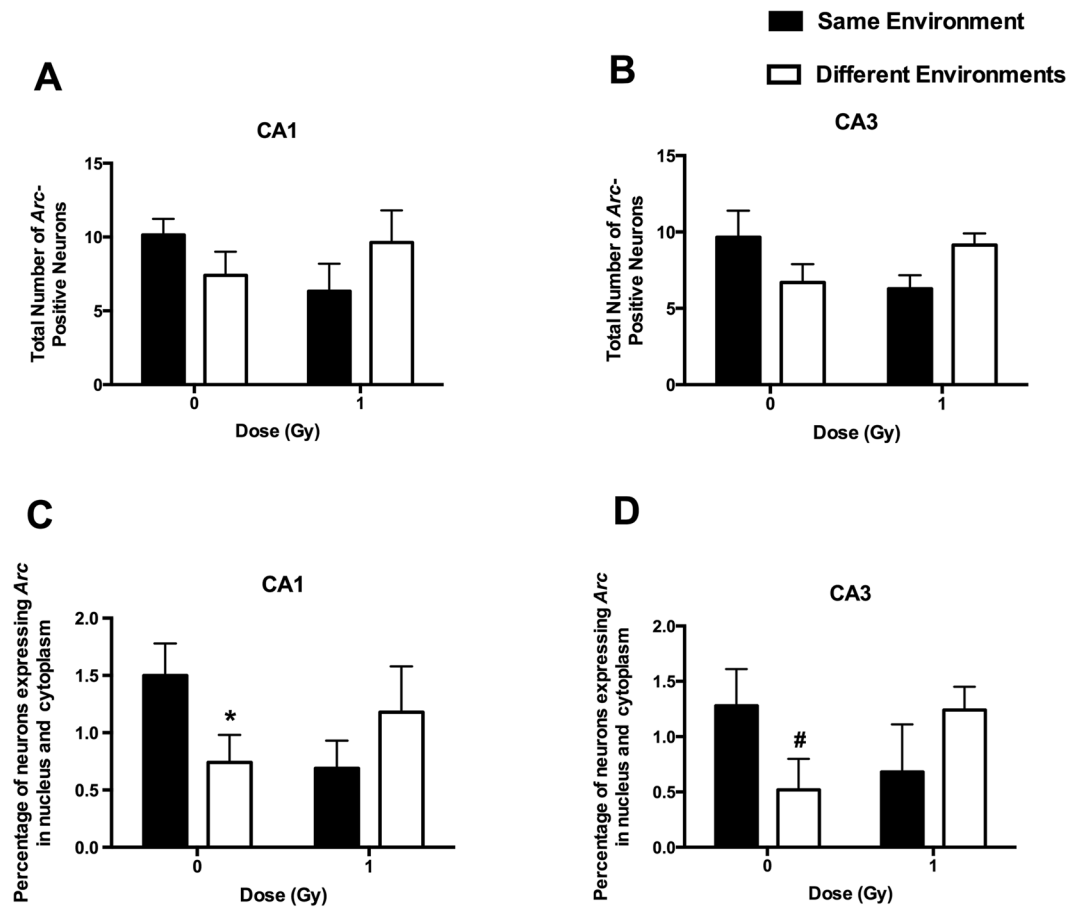 Same Environment
Different Environments
A
CA1
Total Number of Arc-
Positive Neurons
15
10
5
0
0
1
Dose (Gy)
B
CA3
Total Number of Arc-
Positive Neurons
15
10
5
0
0
1
Dose (Gy)
C
CA1
Percentage of neurons expressing Arc
in nucleus and cytoplasm
2.0
1.5
1.0
0.5
0.0
*
0
1
Dose (Gy)
D
CA3
Percentage of neurons expressing Arc
in nucleus and cytoplasm
2.0
1.5
1.0
0.5
0.0
#
0
1
Dose (Gy)